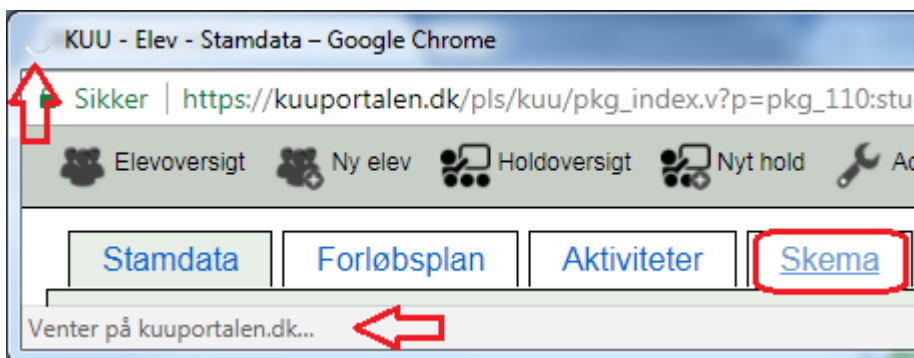 KUU - Elev - Stamdata – Google Chrome
Sikker | https://kuuportalen.dk/pls/kuu/pkg_index.v?p=pkg_110:stu
Elevoversigt Ny elev Holdoversigt Nyt hold
Stamdata Forløbsplan Aktiviteter Skema
Venter på kuuportalen.dk...